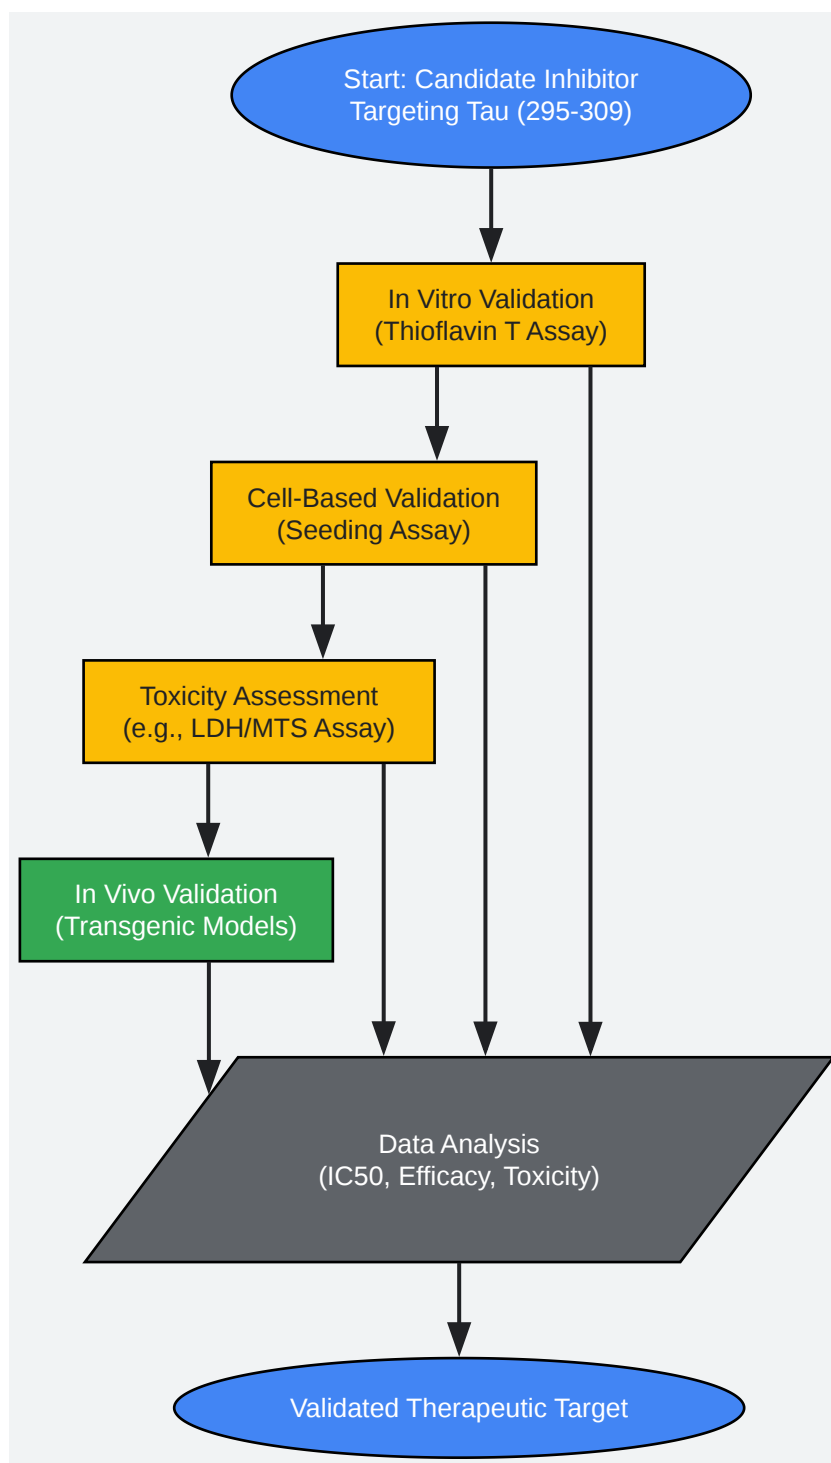 Start: Candidate Inhibitor
Targeting Tau (295-309)
In Vitro Validation
(Thioflavin T Assay)
Cell-Based Validation
(Seeding Assay)
Toxicity Assessment
(e.g., LDH/MTS Assay)
In Vivo Validation
(Transgenic Models)
Data Analysis
(IC50, Efficacy, Toxicity)
Validated Therapeutic Target